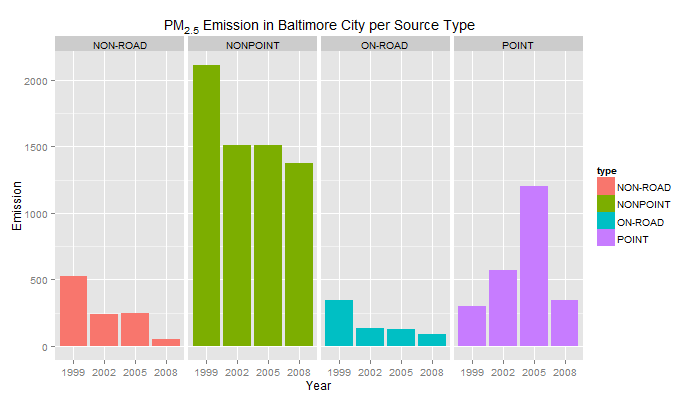 PM2.5 Emission in Baltimore City per Source Type
NON-ROAD NONPOINT ON-ROAD POINT
2000
1500
1000
500
0
Emission
1999 2002 2005 2008 1999 2002 2005 2008 1999 2002 2005 2008 1999 2002 2005 2008
Year
type
NON-ROAD
NONPOINT
ON-ROAD
POINT